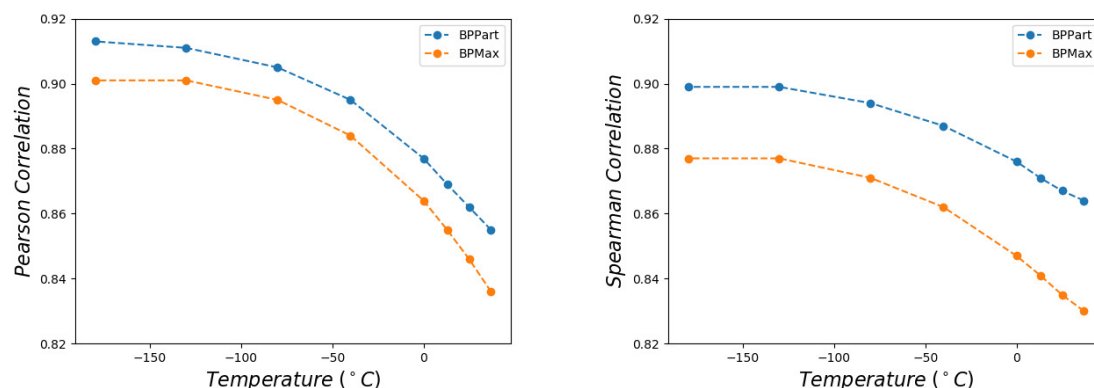 0.92
0.90
0.88
0.86
0.84
0.82
Pearson Correlation
BPPart
BPMax
−150
−100
−50
0
Temperature (°C)
0.92
0.90
0.88
0.86
0.84
0.82
Spearman Correlation
BPPart
BPMax
−150
−100
−50
0
Temperature (°C)